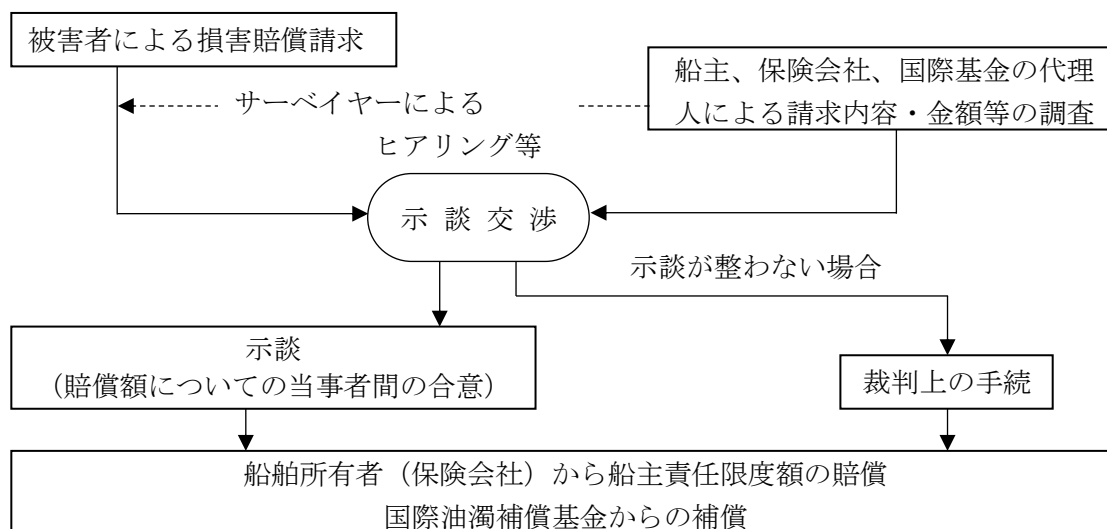 被害者による損害賠償請求
船主、保険会社、国際基金の代理
人による請求内容・金額等の調査
サーベイヤーによる
ヒアリング等
示 談 交 渉
示談が整わない場合
示談
（賠償額についての当事者間の合意）
裁判上の手続
船舶所有者（保険会社）から船主責任限度額の賠償
国際油濁補償基金からの補償